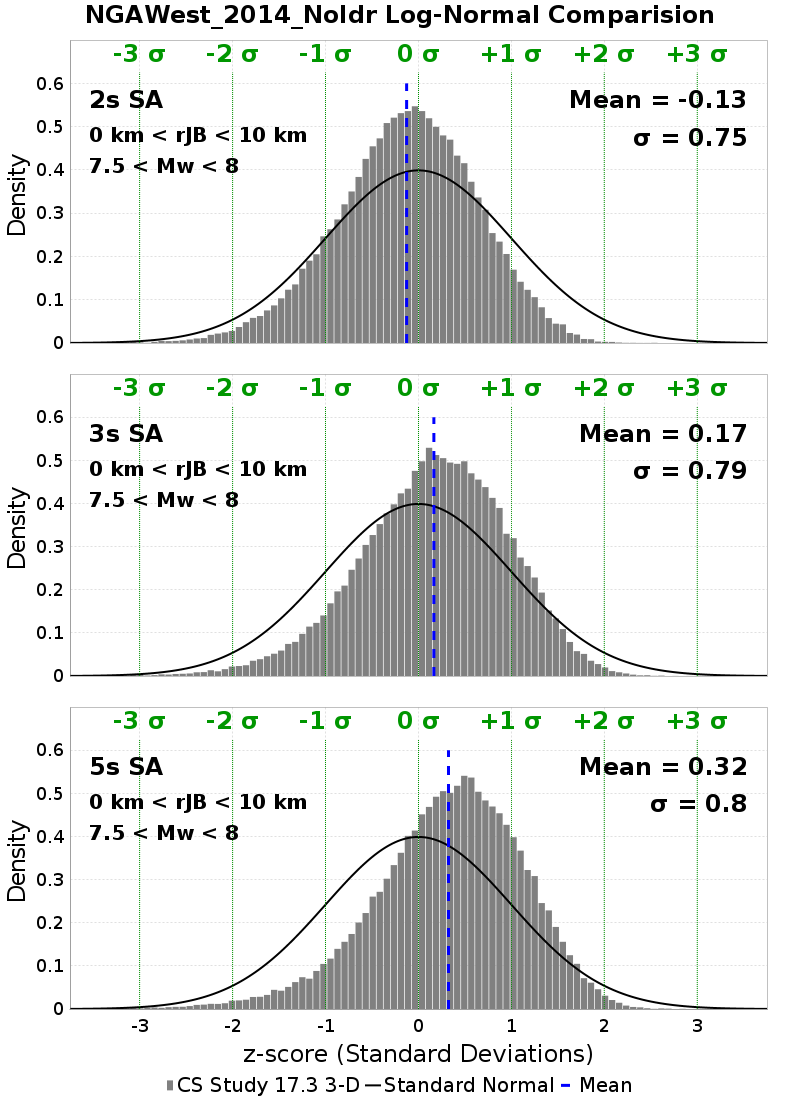 NGAWest_2014_NoIdr Log-Normal Comparision
-3 σ -2 σ -1 σ 0 σ +1 σ +2 σ +3 σ
2s SA Mean = -0.13
0 km < rJB < 10 km σ = 0.75
7.5 < Mw < 8
0.6
0.5
0.4
0.3
0.2
0.1
0
Density
-3 σ -2 σ -1 σ 0 σ +1 σ +2 σ +3 σ
3s SA Mean = 0.17
0 km < rJB < 10 km σ = 0.79
7.5 < Mw < 8
0.6
0.5
0.4
0.3
0.2
0.1
0
Density
-3 σ -2 σ -1 σ 0 σ +1 σ +2 σ +3 σ
5s SA Mean = 0.32
0 km < rJB < 10 km σ = 0.8
7.5 < Mw < 8
0.6
0.5
0.4
0.3
0.2
0.1
0
Density
-3 -2 -1 0 1 2 3
z-score (Standard Deviations)
CS Study 17.3 3-D Standard Normal Mean